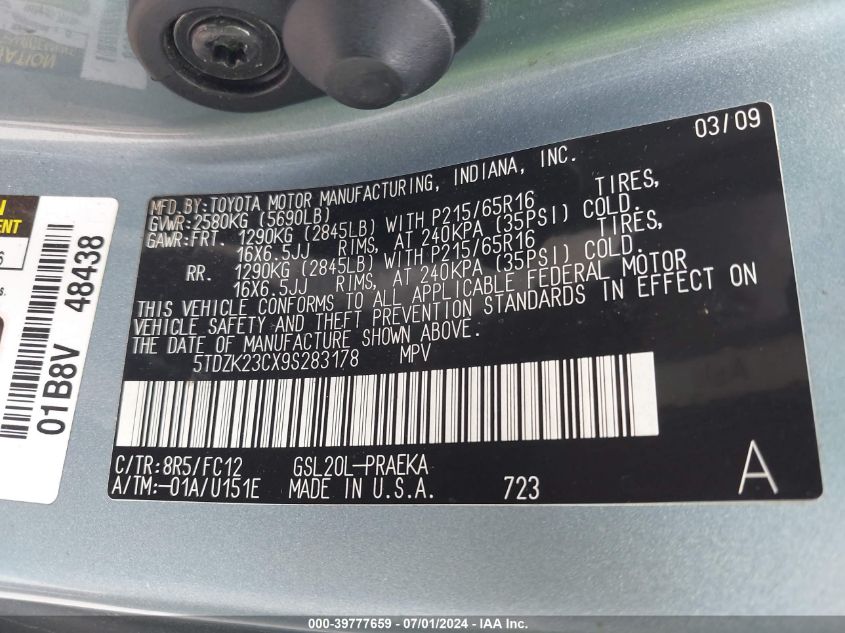 03/09
MFD.BY:TOYOTA MOTOR MANUFACTURING, INDIANA, INC.
GVWR:2580KG (5690LB)
GAWR:FRT. 1290KG (2845LB) WITH P215/65R16 TIRES,
16X6.5JJ RIMS, AT 240KPA (35PSI) COLD.
RR. 1290KG (2845LB) WITH P215/65R16 TIRES,
16X6.5JJ RIMS, AT 240KPA (35PSI) COLD.
THIS VEHICLE CONFORMS TO ALL APPLICABLE FEDERAL MOTOR
VEHICLE SAFETY AND THEFT PREVENTION STANDARDS IN EFFECT ON
THE DATE OF MANUFACTURE SHOWN ABOVE.
5TDZK23CX9S283178 MPV
C/TR:8R5/FC12 GSL20L-PRAEKA
A/TM:-01A/U151E MADE IN U.S.A. 723
A
01B8V 48438
000-39777659 - 07/01/2024 - IAA Inc.